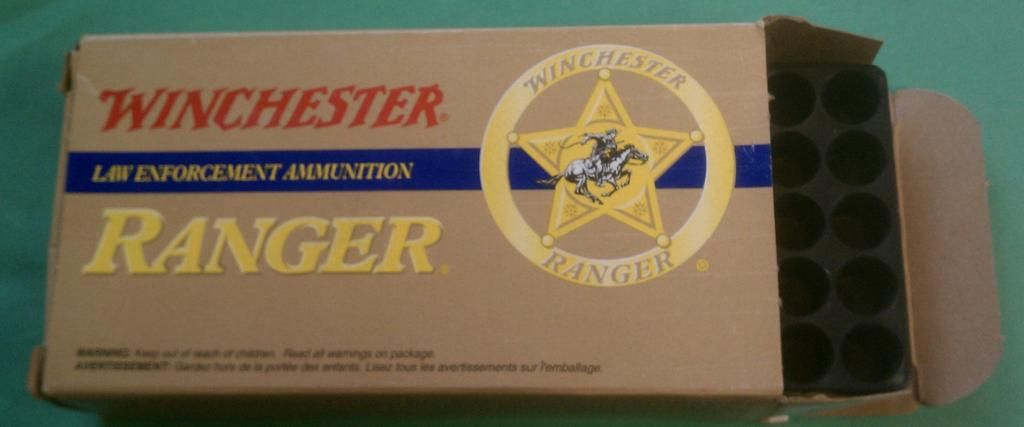 WINCHESTER®
LAW ENFORCEMENT AMMUNITION
RANGER®
WINCHESTER
RANGER
®
WARNING: Keep out of reach of children. Read all warnings on package.
AVERTISSEMENT: Gardez hors de la portée des enfants. Lisez tous les avertissements sur l'emballage.